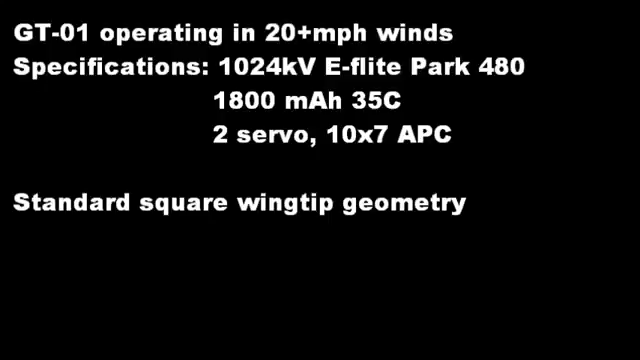 GT-01 operating in 20+mph winds
Specifications: 1024kV E-flite Park 480
1800 mAh 35C
2 servo, 10x7 APC
Standard square wingtip geometry